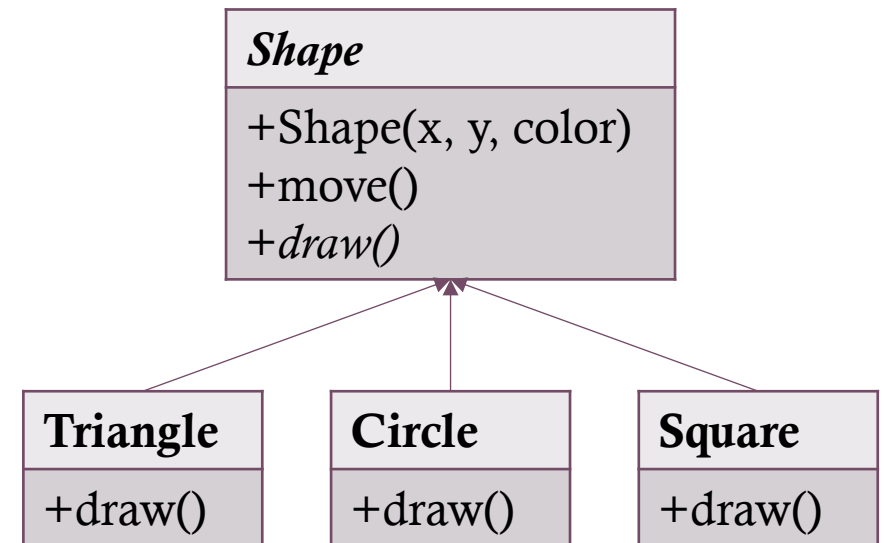 Shape
+Shape(x, y, color)
+move()
+draw()
Triangle
+draw()
Circle
+draw()
Square
+draw()